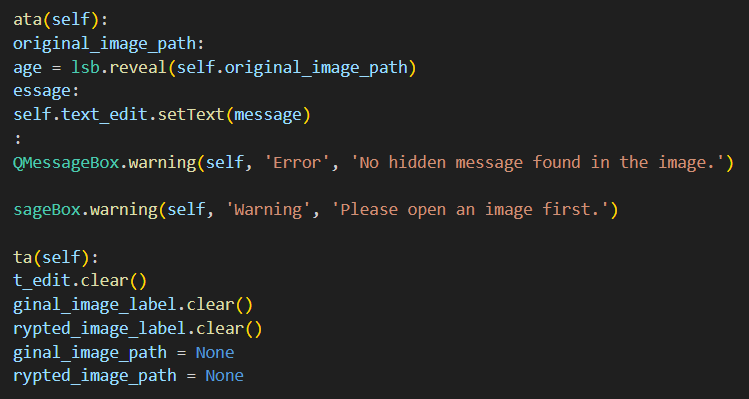 ata(self):
original_image_path:
age = lsb.reveal(self.original_image_path)
essage:
self.text_edit.setText(message)
:
QMessageBox.warning(self, 'Error', 'No hidden message found in the image.')
sageBox.warning(self, 'Warning', 'Please open an image first.')
ta(self):
t_edit.clear()
ginal_image_label.clear()
rypted_image_label.clear()
ginal_image_path = None
rypted_image_path = None